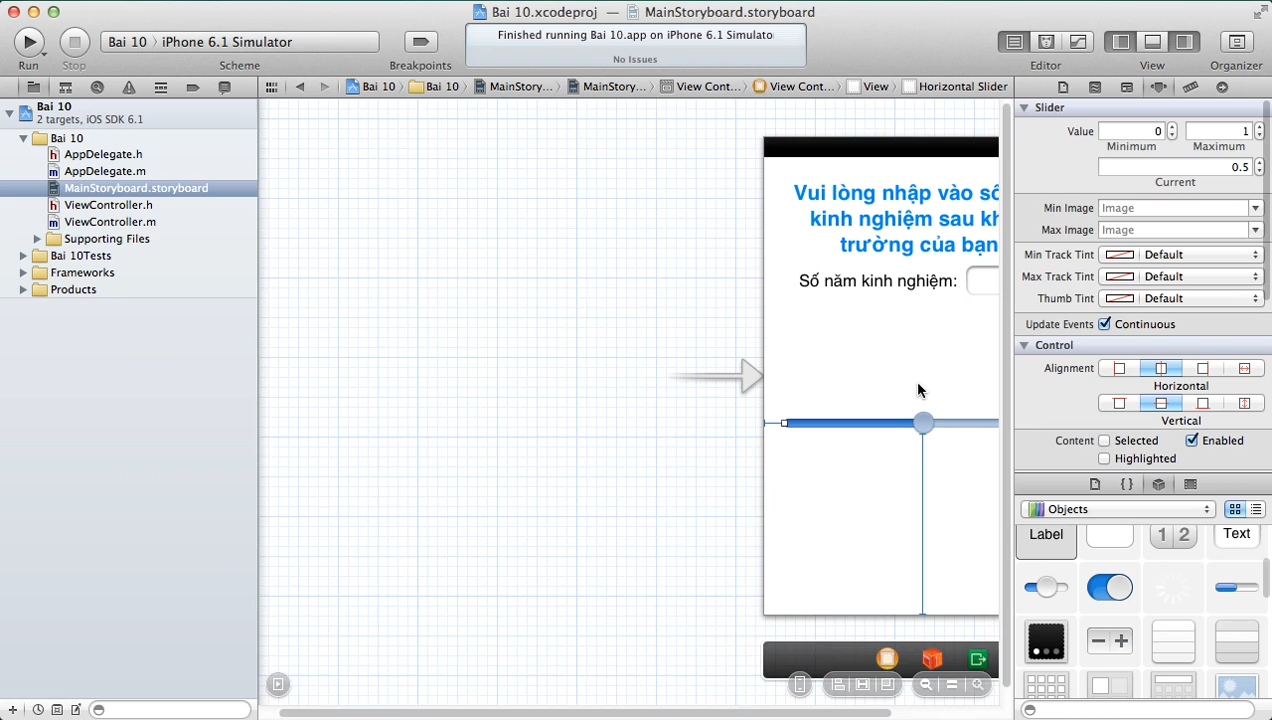 Bai 10.xcodeproj — MainStoryboard.storyboard
Bai 10 〉 iPhone 6.1 Simulator
Finished running Bai 10.app on iPhone 6.1 Simulato
No Issues
Run
Stop
Scheme
Breakpoints
Editor
View
Organizer
Bai 10
Bai 10
MainStory...
MainStory...
View Cont...
View Cont...
View
Horizontal Slider
Bai 10
2 targets, iOS SDK 6.1
Bai 10
AppDelegate.h
AppDelegate.m
MainStoryboard.storyboard
ViewController.h
ViewController.m
Supporting Files
Bai 10Tests
Frameworks
Products
Vui lòng nhập vào số
kinh nghiệm sau kh
trường của bạn
Số năm kinh nghiệm:
Slider
Value 0 1
Minimum Maximum
0.5
Current
Min Image Image
Max Image Image
Min Track Tint Default
Max Track Tint Default
Thumb Tint Default
Update Events Continuous
Control
Alignment
Horizontal
Vertical
Content Selected Enabled
Highlighted
{ }
Objects
Label 1 2 Text